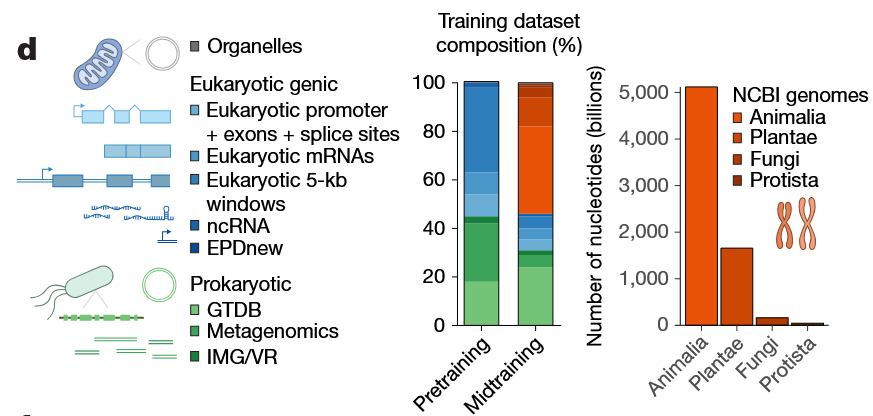 d
Organelles
Eukaryotic genic
Eukaryotic promoter
+ exons + splice sites
Eukaryotic mRNAs
Eukaryotic 5-kb
windows
ncRNA
EPDnew
Prokaryotic
GTDB
Metagenomics
IMG/VR
Training dataset
composition (%)
100
80
60
40
20
0
Pretraining
Midtraining
Number of nucleotides (billions)
5,000
4,000
3,000
2,000
1,000
0
NCBI genomes
Animalia
Plantae
Fungi
Protista
Animalia
Plantae
Fungi
Protista